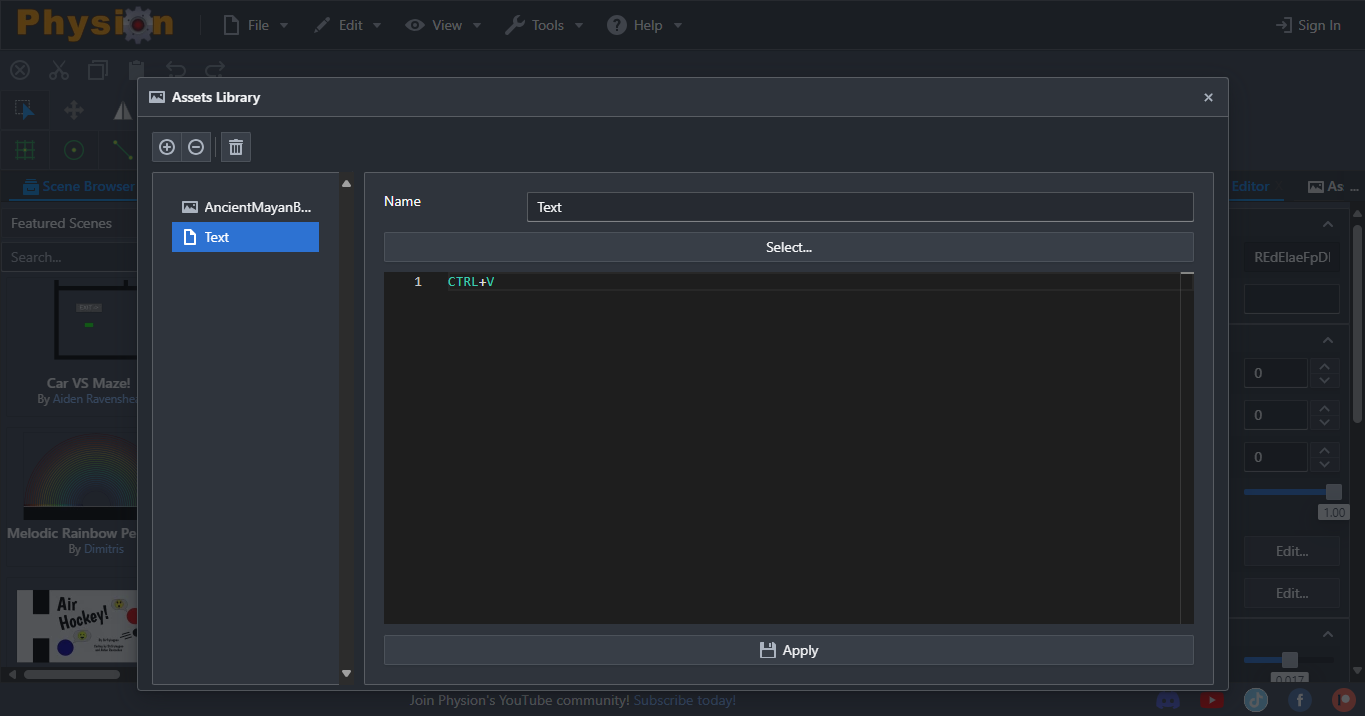 Physion
File
Edit
View
Tools
Help
Sign In
Assets Library
Scene Browser
Editor
As ...
Featured Scenes
Search...
AncientMayanB...
Text
Name
Text
Select...
1 CTRL+V
Apply
EXIT
Car VS Maze!
By Aiden Ravenshea
Melodic Rainbow Pe
By Dimitris
Air
Hockey!
REdElaeFpDI
0
0
0
1.00
Edit...
Edit...
0.017
Join Physion's YouTube community! Subscribe today!